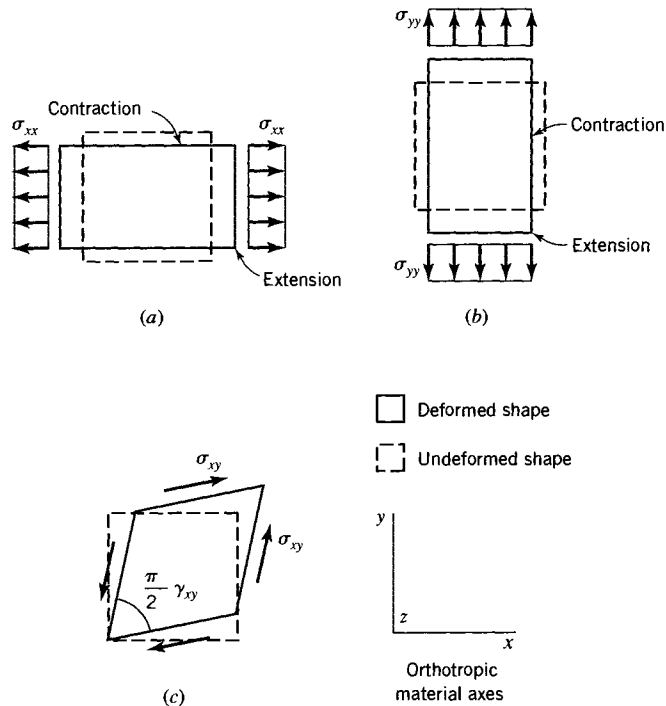 σxx
Contraction
σxx
Extension
(a)
σyy
Contraction
Extension
σyy
(b)
σxy
σxy
π/2 γxy
(c)
Deformed shape
Undeformed shape
y
z
x
Orthotropic
material axes